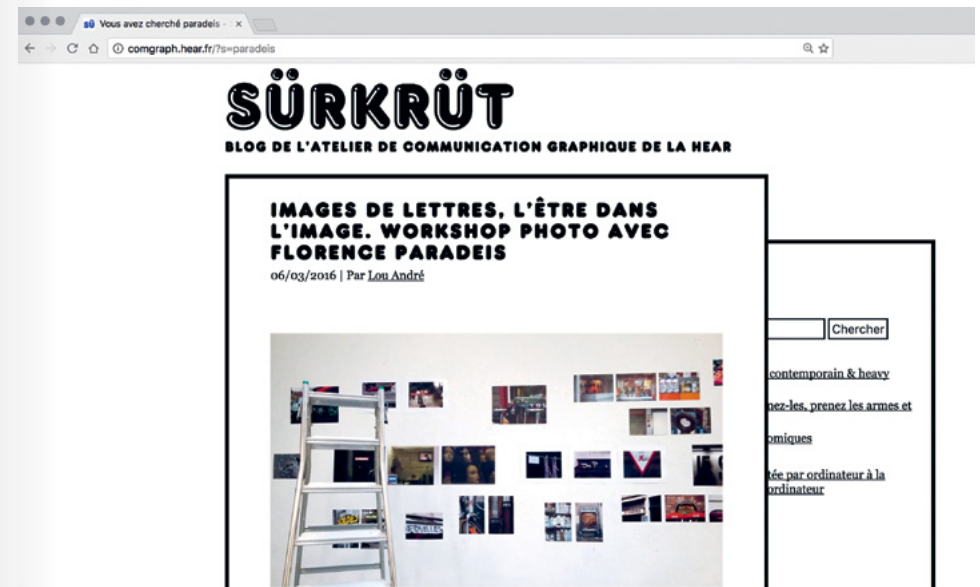 sü Vous avez cherché paradeis -
comgraph.hear.fr/?s=paradeis
SÜRKRÜT
BLOG DE L'ATELIER DE COMMUNICATION GRAPHIQUE DE LA HEAR
IMAGES DE LETTRES, L'ÊTRE DANS
L'IMAGE. WORKSHOP PHOTO AVEC
FLORENCE PARADEIS
06/03/2016 | Par Lou André
Chercher
contemporain & heavy
nez-les, prenez les armes et
omiques
tée par ordinateur à la
ordinateur